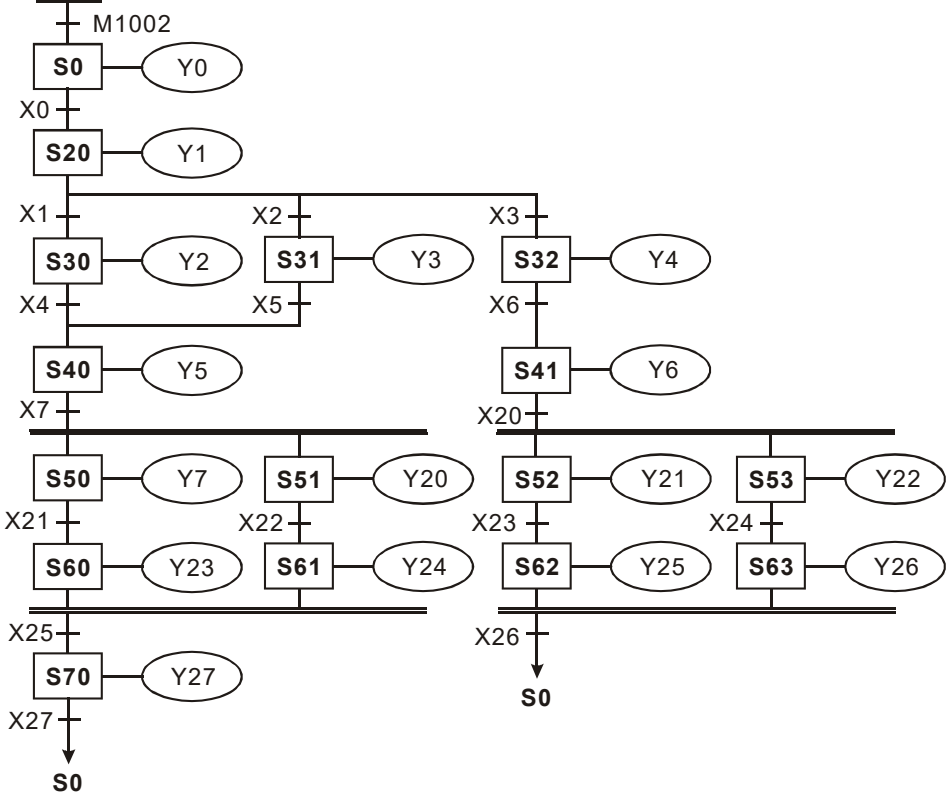 M1002
S0 Y0
X0
S20 Y1
X1 X2 X3
S30 Y2 S31 Y3 S32 Y4
X4 X5 X6
S40 Y5 S41 Y6
X7 X20
S50 Y7 S51 Y20 S52 Y21 S53 Y22
X21 X22 X23 X24
S60 Y23 S61 Y24 S62 Y25 S63 Y26
X25 X26
S70 Y27 S0
X27
S0